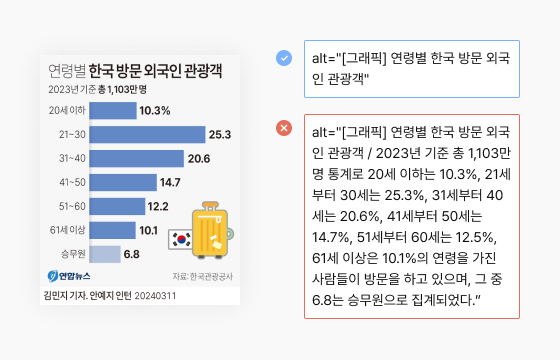 연령별 한국 방문 외국인 관광객
2023년 기준 총 1,103만 명
20세 이하 10.3%
21~30 25.3
31~40 20.6
41~50 14.7
51~60 12.2
61세 이상 10.1
승무원 6.8
연합뉴스 자료: 한국관광공사
김민지 기자, 안예지 인턴 20240311
alt="[그래픽] 연령별 한국 방문 외국
인 관광객"
alt="[그래픽] 연령별 한국 방문 외국
인 관광객 / 2023년 기준 총 1,103만
명 통계로 20세 이하는 10.3%, 21세
부터 30세는 25.3%, 31세부터 40
세는 20.6%, 41세부터 50세는
14.7%, 51세부터 60세는 12.5%,
61세 이상은 10.1%의 연령을 가진
사람들이 방문을 하고 있으며, 그 중
6.8는 승무원으로 집계되었다."